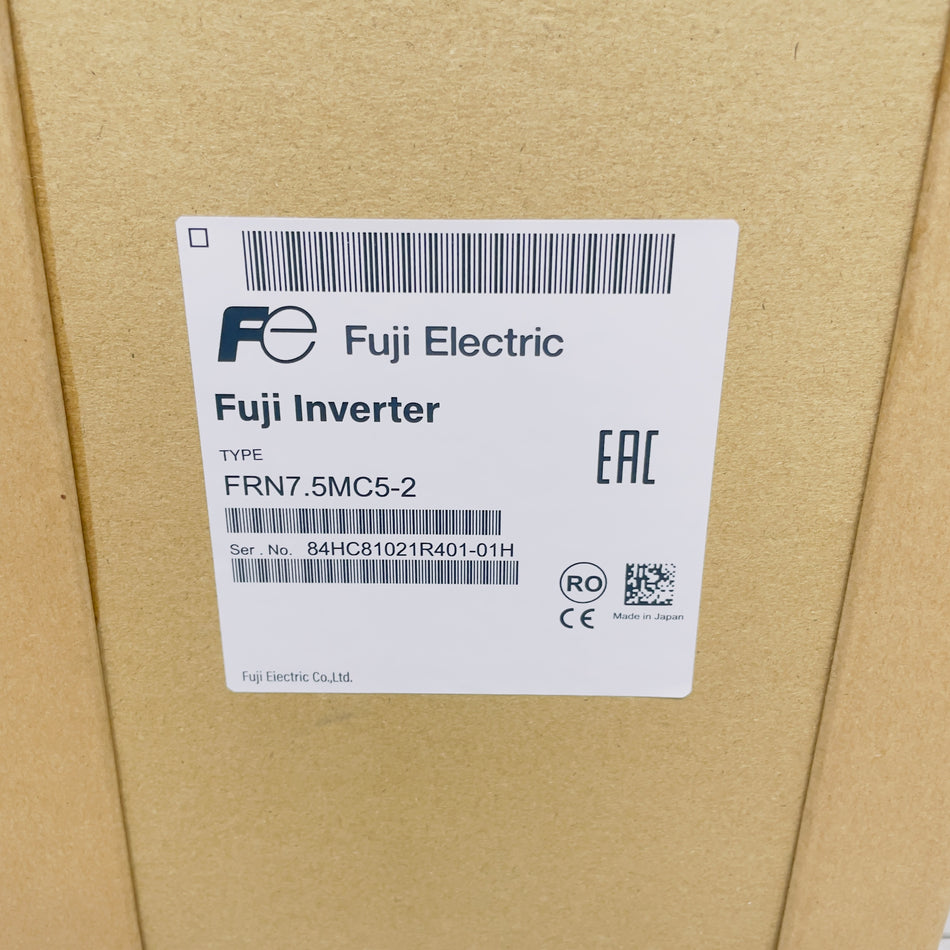 Fe Fuji Electric
Fuji Inverter
TYPE
FRN7.5MC5-2
EAC
Ser . No. 84HC81021R401-01H
RO
CE Made in Japan
Fuji Electric Co.,Ltd.